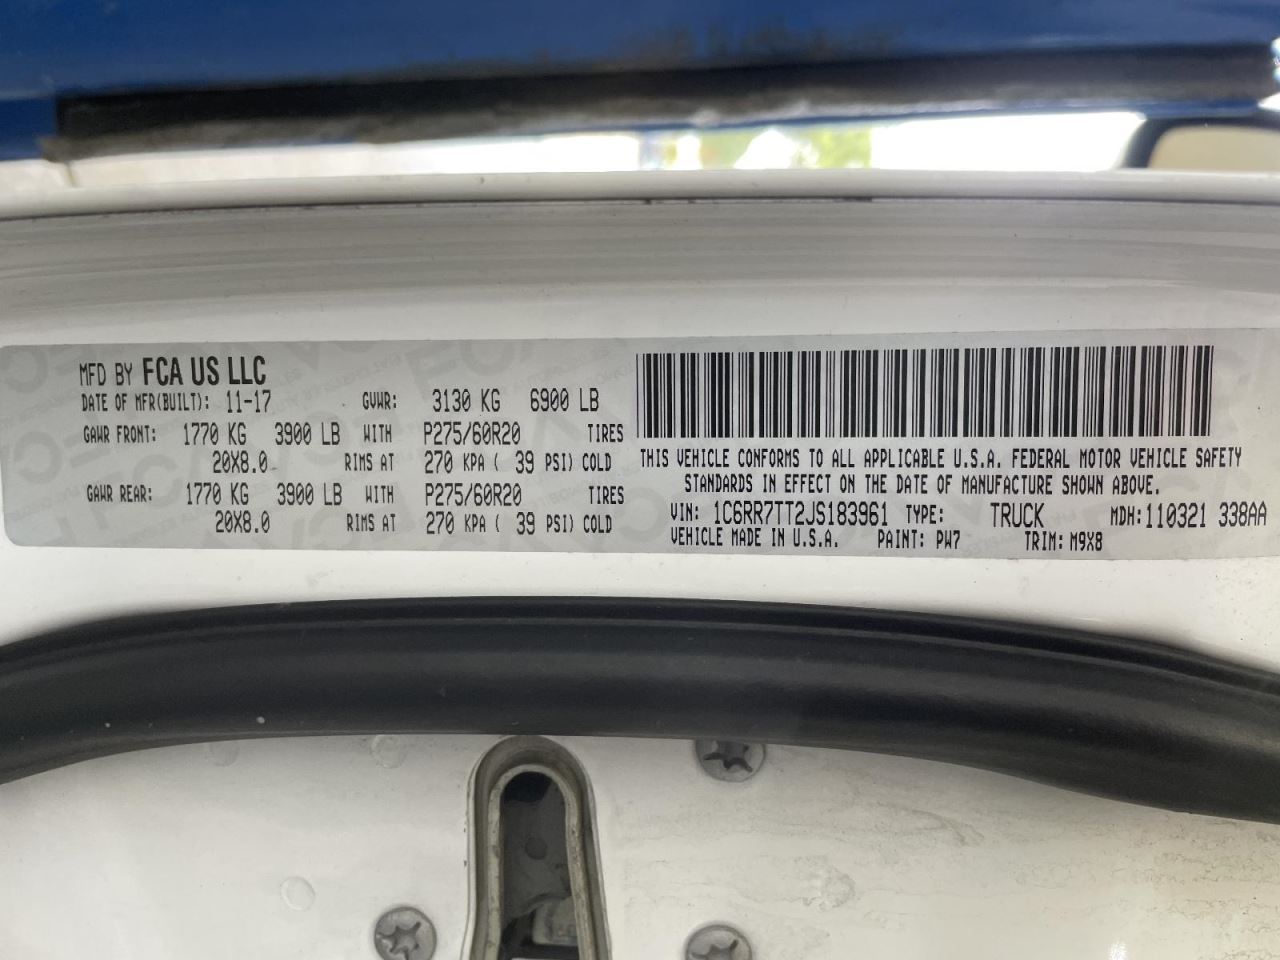 MFD BY FCA US LLC
DATE OF MFR(BUILT): 11-17 GVWR: 3130 KG 6900 LB
GAWR FRONT: 1770 KG 3900 LB WITH P275/60R20 TIRES
20X8.0 RIMS AT 270 KPA ( 39 PSI) COLD
GAWR REAR: 1770 KG 3900 LB WITH P275/60R20 TIRES
20X8.0 RIMS AT 270 KPA ( 39 PSI) COLD
THIS VEHICLE CONFORMS TO ALL APPLICABLE U.S.A. FEDERAL MOTOR VEHICLE SAFETY
STANDARDS IN EFFECT ON THE DATE OF MANUFACTURE SHOWN ABOVE.
VIN: 1C6RR7TT2JS183961 TYPE: TRUCK MDH:110321 338AA
VEHICLE MADE IN U.S.A. PAINT: PW7 TRIM: M9X8